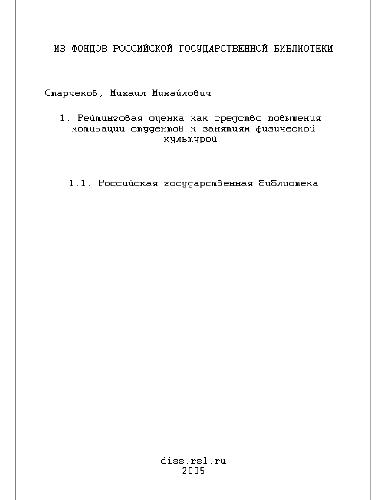 ИЗ ФОНДОВ РОССИЙСКОЙ ГОСУДАРСТВЕННОЙ БИБЛИОТЕКИ
Старчеков, Михаил Михайлович
1. Рейтинговая оценка как средство повышения
мотивации студентов к занятиям физической
культурой
1.1. Российская государственная библиотека
diss.rsl.ru
2005